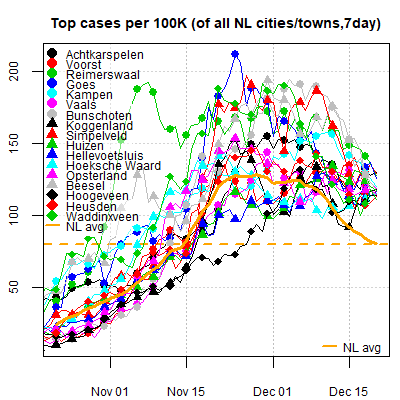 Top cases per 100K (of all NL cities/towns,7day)
200
150
100
50
Achtkarspelen
Voorst
Reimerswaal
Goes
Kampen
Vaals
Bunschoten
Koggenland
Simpelveld
Huizen
Hellevoetsluis
Hoeksche Waard
Opsterland
Beesel
Hoogeveen
Heusden
Waddinxveen
NL avg
NL avg
Nov 01
Nov 15
Dec 01
Dec 15